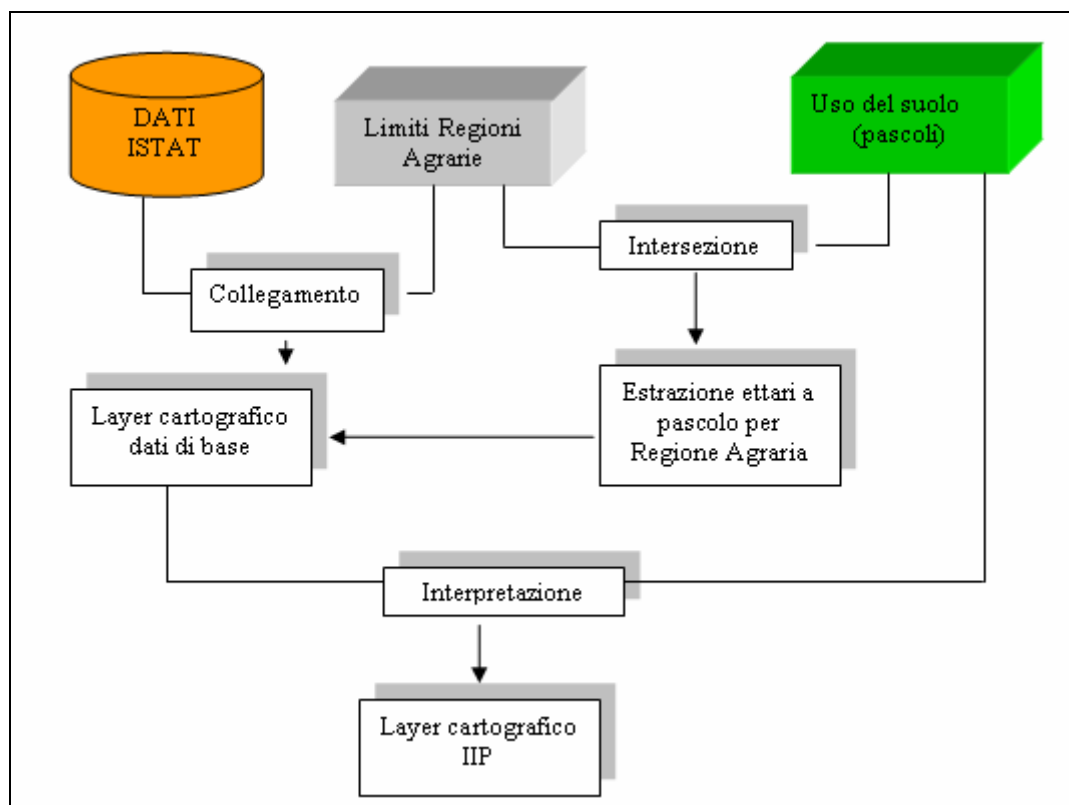 DATI
ISTAT
Limiti Regioni
Agrarie
Uso del suolo
(pascoli)
Intersezione
Collegamento
Layer cartografico
dati di base
Estrazione ettari a
pascolo per
Regione Agraria
Interpretazione
Layer cartografico
IIP